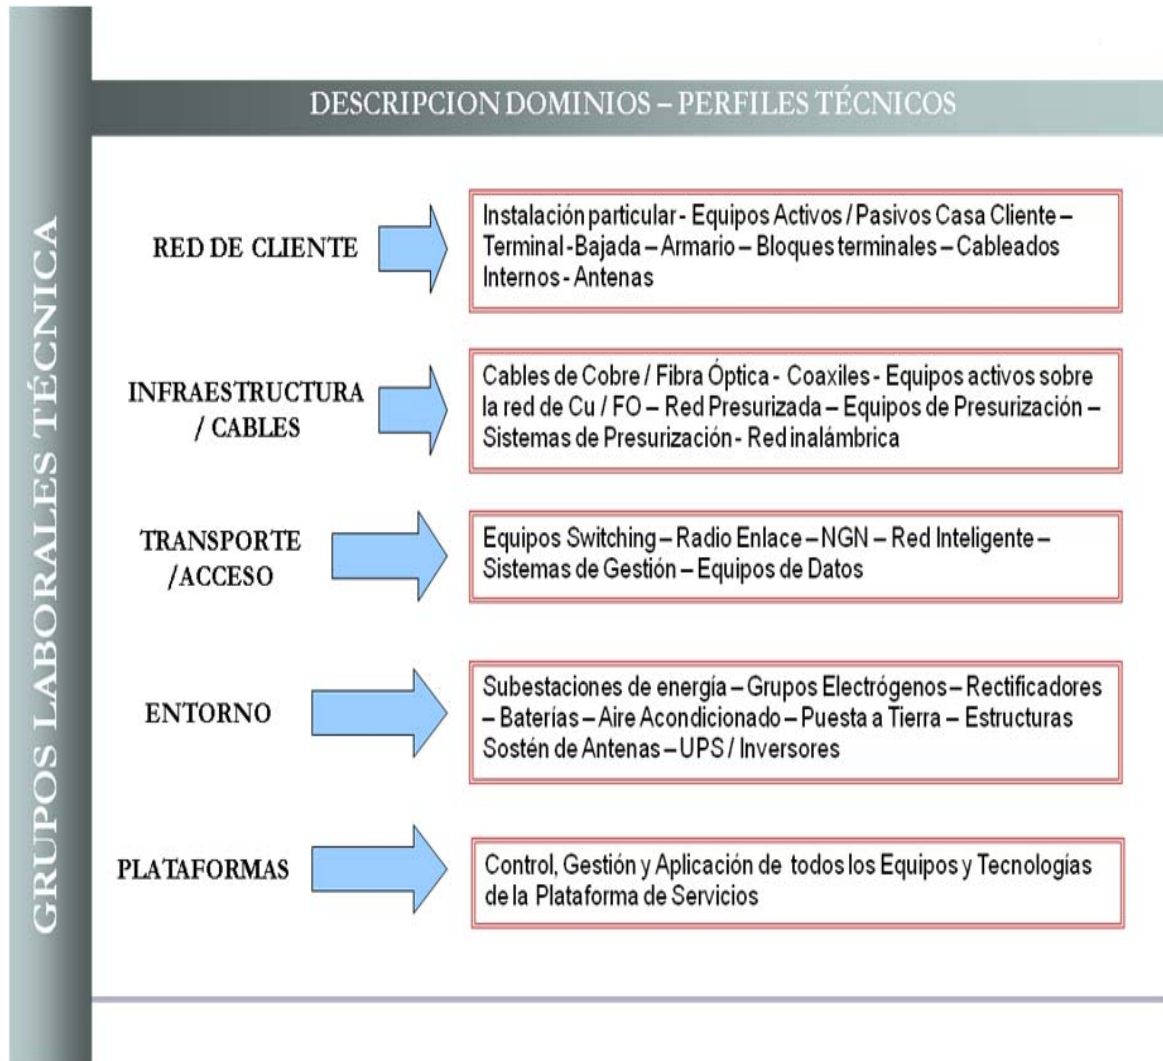 GRUPOS LABORALES TÉCNICA
DESCRIPCION DOMINIOS – PERFILES TÉCNICOS
RED DE CLIENTE
Instalación particular - Equipos Activos / Pasivos Casa Cliente –
Terminal -Bajada – Armario – Bloques terminales – Cableados
Internos - Antenas
INFRAESTRUCTURA
/ CABLES
Cables de Cobre / Fibra Óptica - Coaxiles - Equipos activos sobre
la red de Cu / FO – Red Presurizada – Equipos de Presurización –
Sistemas de Presurización - Red inalámbrica
TRANSPORTE
/ACCESO
Equipos Switching – Radio Enlace – NGN – Red Inteligente –
Sistemas de Gestión – Equipos de Datos
ENTORNO
Subestaciones de energía – Grupos Electrógenos – Rectificadores
– Baterías – Aire Acondicionado – Puesta a Tierra – Estructuras
Sostén de Antenas – UPS / Inversores
PLATAFORMAS
Control, Gestión y Aplicación de todos los Equipos y Tecnologías
de la Plataforma de Servicios